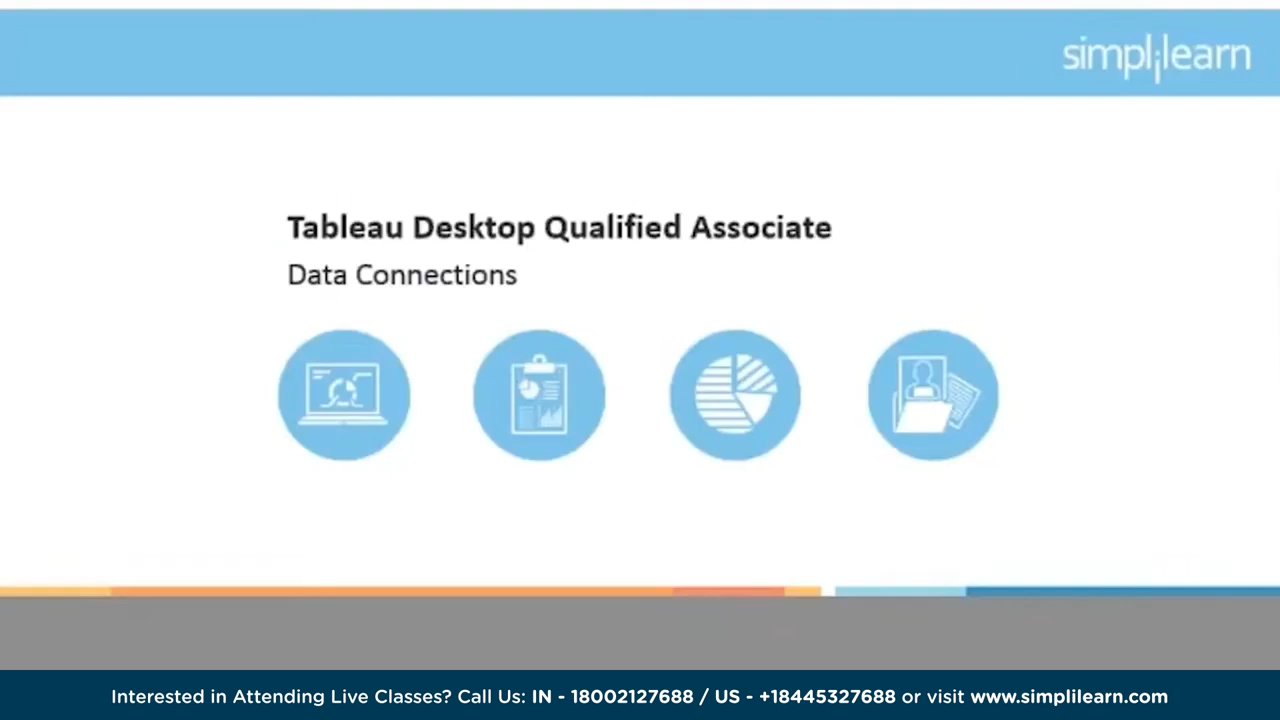 simplilearn
Tableau Desktop Qualified Associate
Data Connections
Interested in Attending Live Classes? Call Us: IN - 18002127688 / US - +18445327688 or visit www.simplilearn.com